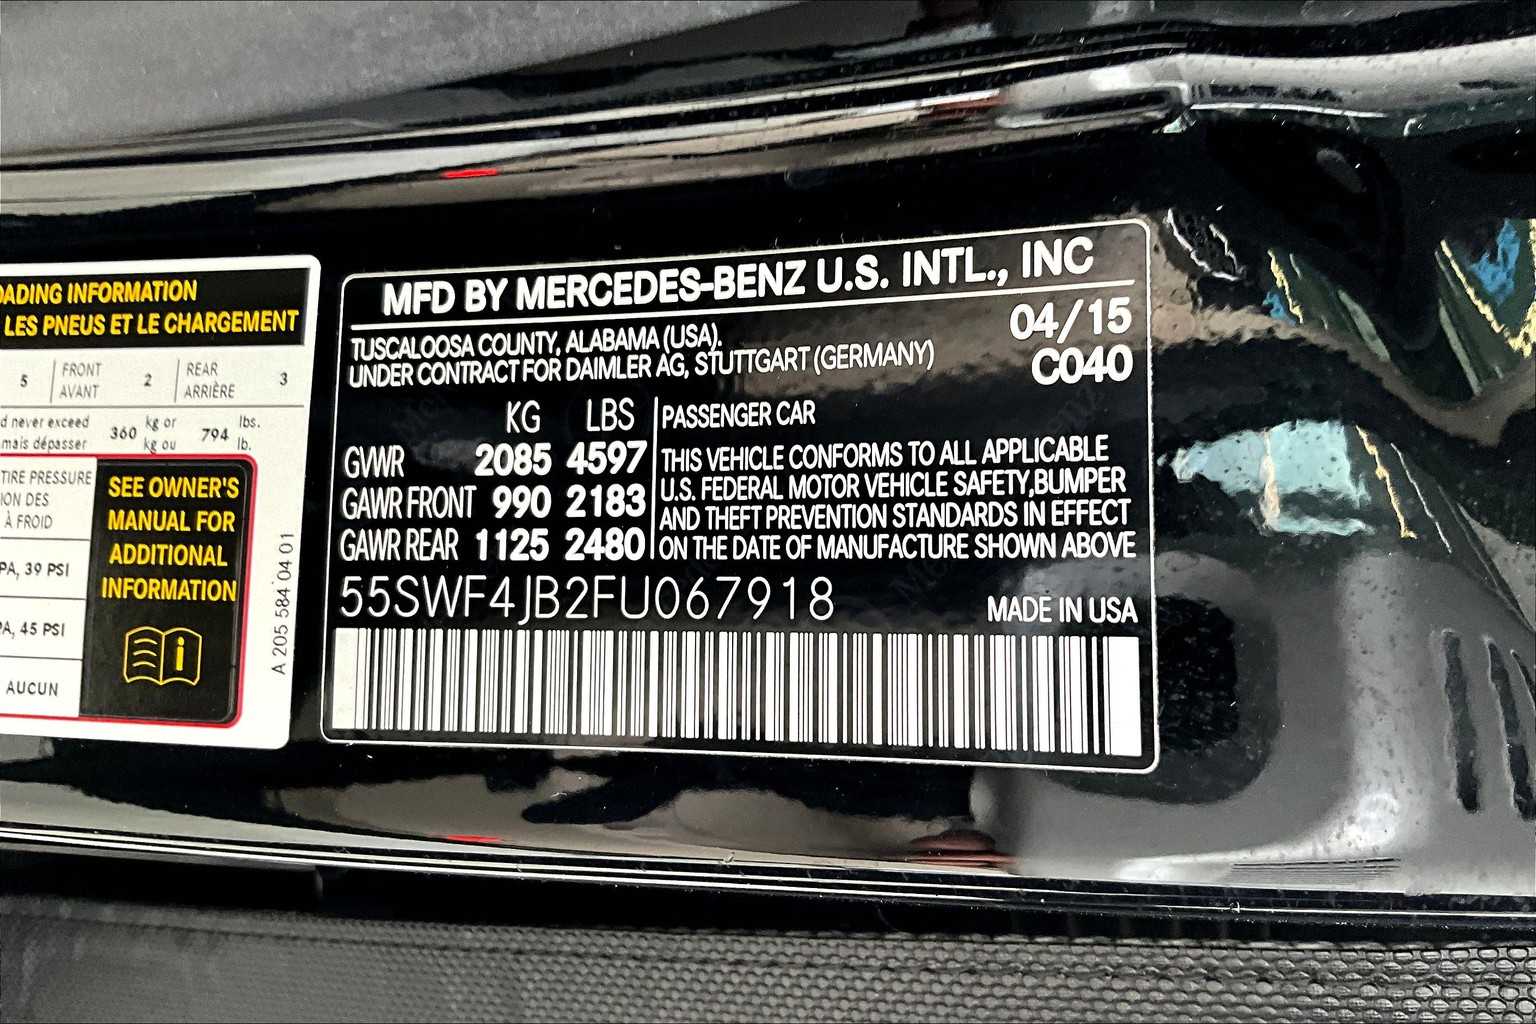 OADING INFORMATION
LES PNEUS ET LE CHARGEMENT
5 FRONT AVANT 2 REAR ARRIÈRE 3
never exceed 360 kg or 794 lbs.
mais dépasser kg ou lb.
TIRE PRESSURE
ION DES
À FROID
PA, 39 PSI
PA, 45 PSI
AUCUN
SEE OWNER'S
MANUAL FOR
ADDITIONAL
INFORMATION
i
A 205 584 04 01
MFD BY MERCEDES-BENZ U.S. INTL., INC
TUSCALOOSA COUNTY, ALABAMA (USA).
UNDER CONTRACT FOR DAIMLER AG, STUTTGART (GERMANY)
04/15
C040
KG LBS
GVWR 2085 4597
GAWR FRONT 990 2183
GAWR REAR 1125 2480
PASSENGER CAR
THIS VEHICLE CONFORMS TO ALL APPLICABLE
U.S. FEDERAL MOTOR VEHICLE SAFETY,BUMPER
AND THEFT PREVENTION STANDARDS IN EFFECT
ON THE DATE OF MANUFACTURE SHOWN ABOVE
55SWF4JB2FU067918
MADE IN USA